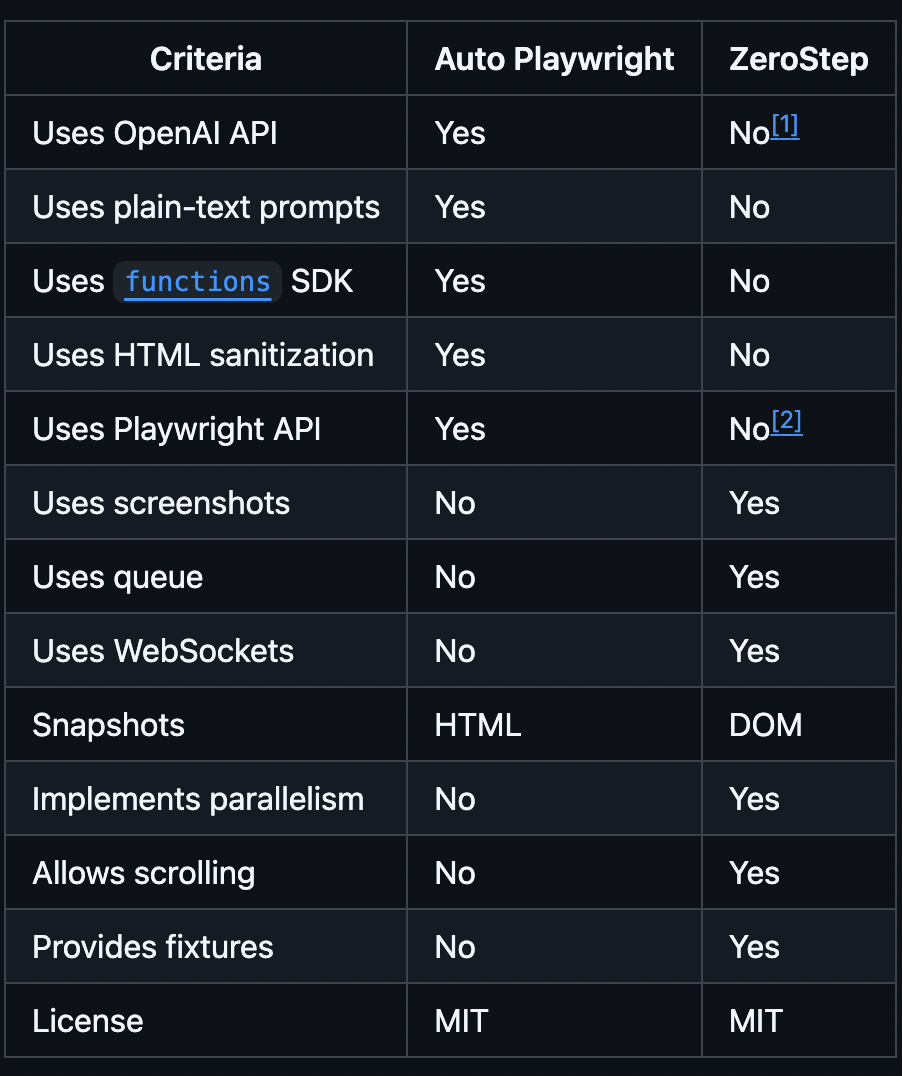 Criteria Auto Playwright ZeroStep
Uses OpenAI API Yes No[1]
Uses plain-text prompts Yes No
Uses functions SDK Yes No
Uses HTML sanitization Yes No
Uses Playwright API Yes No[2]
Uses screenshots No Yes
Uses queue No Yes
Uses WebSockets No Yes
Snapshots HTML DOM
Implements parallelism No Yes
Allows scrolling No Yes
Provides fixtures No Yes
License MIT MIT